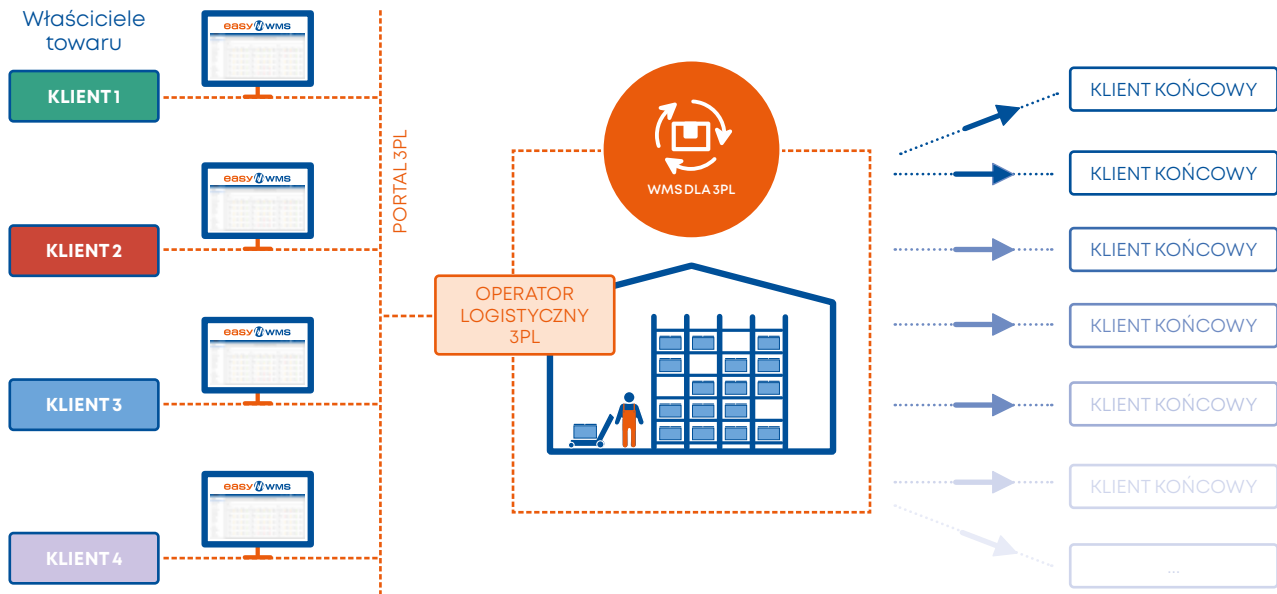 Właściciele
towaru
easy WMS
KLIENT 1
easy WMS
KLIENT 2
easy WMS
KLIENT 3
easy WMS
KLIENT 4
PORTAL 3PL
WMS DLA 3PL
OPERATOR
LOGISTYCZNY
3PL
KLIENT KOŃCOWY
KLIENT KOŃCOWY
KLIENT KOŃCOWY
KLIENT KOŃCOWY
KLIENT KOŃCOWY
KLIENT KOŃCOWY
...